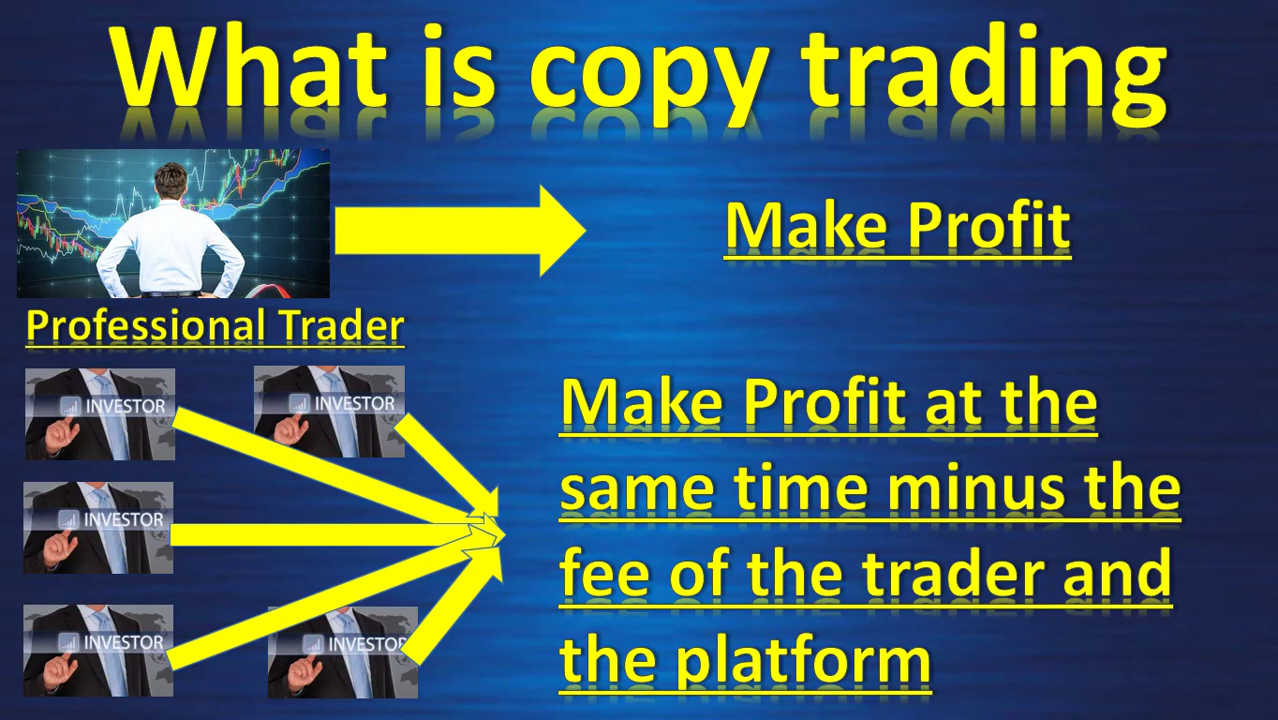 What is copy trading
Make Profit
Professional Trader
INVESTOR
INVESTOR
INVESTOR
INVESTOR
INVESTOR
Make Profit at the
same time minus the
fee of the trader and
the platform